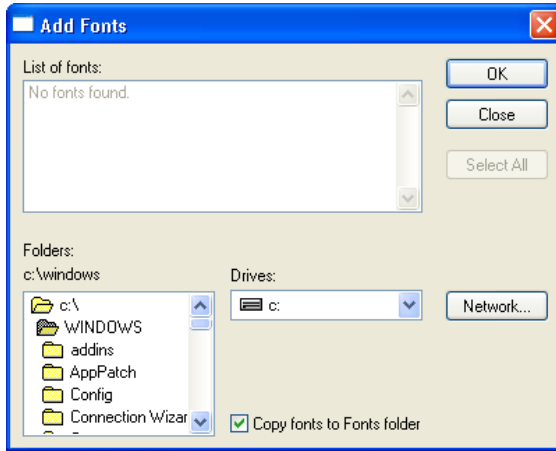 Add Fonts
List of fonts:
No fonts found.
OK
Close
Select All
Folders:
c:\windows
Drives:
c:\
WINDOWS
addins
AppPatch
Config
Connection Wizar
c:
Network...
Copy fonts to Fonts folder